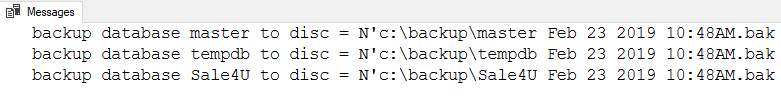 Messages
backup database master to disc = N'c:\backup\master Feb 23 2019 10:48AM.bak
backup database tempdb to disc = N'c:\backup\tempdb Feb 23 2019 10:48AM.bak
backup database Sale4U to disc = N'c:\backup\Sale4U Feb 23 2019 10:48AM.bak